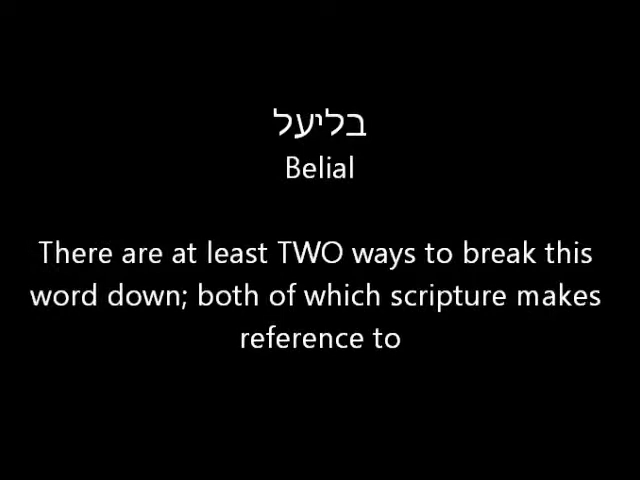 בליעל
Belial
There are at least TWO ways to break this
word down; both of which scripture makes
reference to